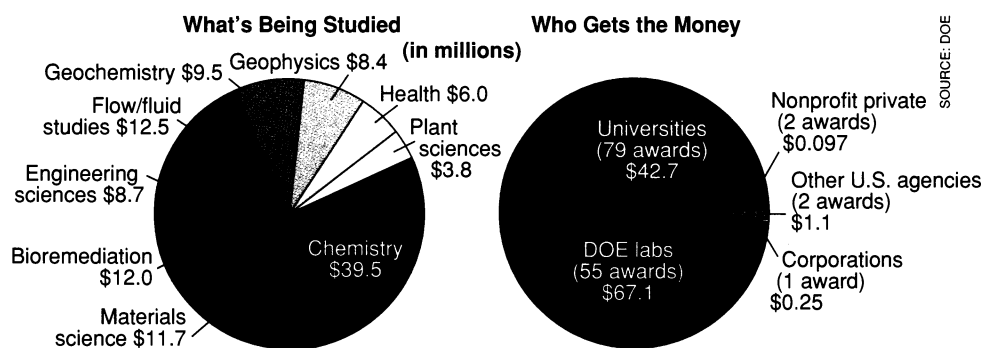 What's Being Studied
Who Gets the Money
(in millions)
Geochemistry $9.5
Geophysics $8.4
Flow/fluid
studies $12.5
Health $6.0
Plant
sciences
$3.8
Engineering
sciences $8.7
Chemistry
$39.5
Bioremediation
$12.0
Materials
science $11.7
Universities
(79 awards)
$42.7
DOE labs
(55 awards)
$67.1
Nonprofit private
(2 awards)
$0.097
Other U.S. agencies
(2 awards)
$1.1
Corporations
(1 award)
$0.25
SOURCE: DOE